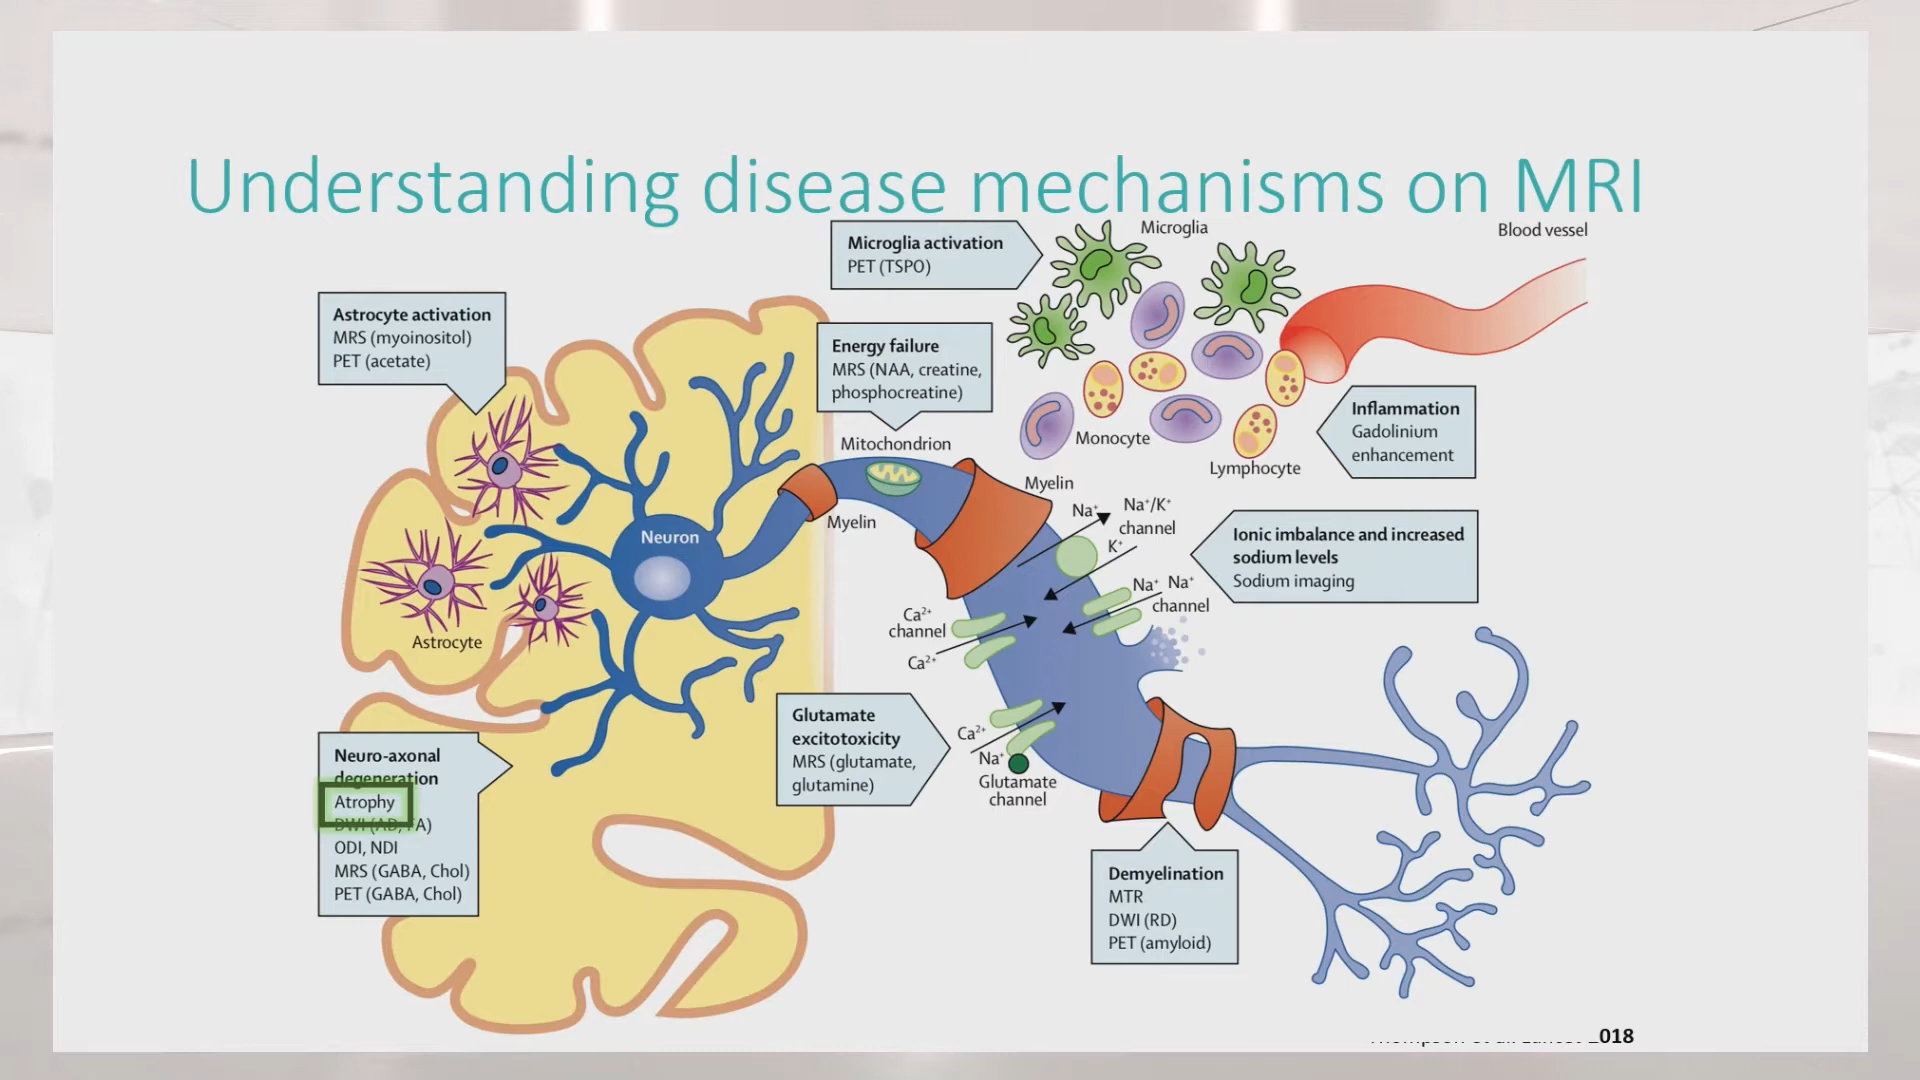 Understanding disease mechanisms on MRI
Microglia activation
PET (TSPO)
Microglia
Blood vessel
Astrocyte activation
MRS (myoinositol)
PET (acetate)
Energy failure
MRS (NAA, creatine,
phosphocreatine)
Inflammation
Gadolinium
enhancement
Monocyte
Lymphocyte
Mitochondrion
Myelin
Myelin
Neuron
Na⁺
Na⁺/K⁺
channel
K⁺
Ionic imbalance and increased
sodium levels
Sodium imaging
Na⁺
Na⁺
channel
Ca²⁺
channel
Ca²⁺
Astrocyte
Glutamate
excitotoxicity
MRS (glutamate,
glutamine)
Ca²⁺
Na⁺
Glutamate
channel
Neuro-axonal
degeneration
Atrophy
DWI (AD, FA)
ODI, NDI
MRS (GABA, Chol)
PET (GABA, Chol)
Demyelination
MTR
DWI (RD)
PET (amyloid)
018